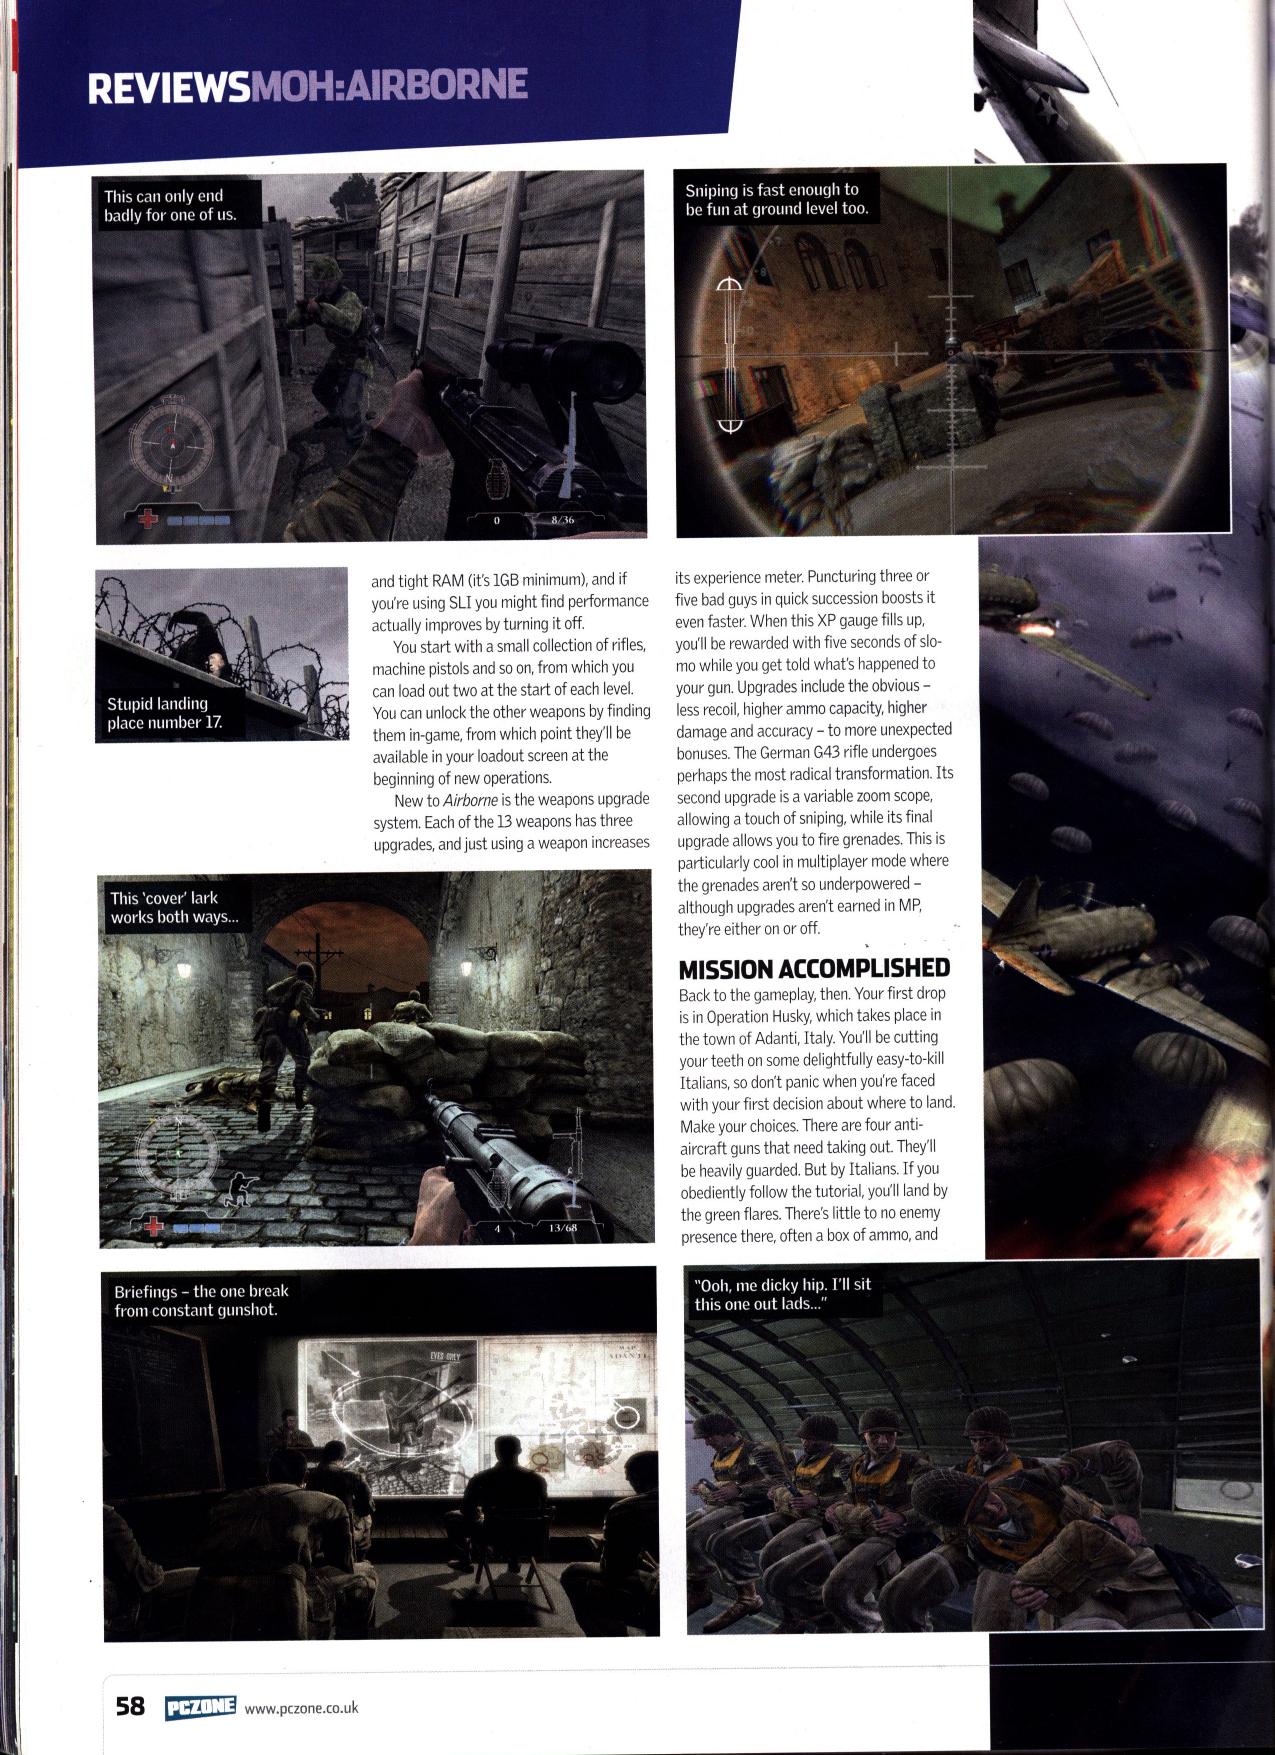 REVIEWSMOH:AIRBORNE
This can only end
badly for one of us.
0
8/36
Sniping is fast enough to
be fun at ground level too.
Stupid landing
place number 17.
and tight RAM (it's 1GB minimum), and if
you're using SLI you might find performance
actually improves by turning it off.
You start with a small collection of rifles,
machine pistols and so on, from which you
can load out two at the start of each level.
You can unlock the other weapons by finding
them in-game, from which point they'll be
available in your loadout screen at the
beginning of new operations.
New to Airborne is the weapons upgrade
system. Each of the 13 weapons has three
upgrades, and just using a weapon increases
its experience meter. Puncturing three or
five bad guys in quick succession boosts it
even faster. When this XP gauge fills up,
you'll be rewarded with five seconds of slo-
mo while you get told what's happened to
your gun. Upgrades include the obvious –
less recoil, higher ammo capacity, higher
damage and accuracy – to more unexpected
bonuses. The German G43 rifle undergoes
perhaps the most radical transformation. Its
second upgrade is a variable zoom scope,
allowing a touch of sniping, while its final
upgrade allows you to fire grenades. This is
particularly cool in multiplayer mode where
the grenades aren't so underpowered –
although upgrades aren't earned in MP,
they're either on or off.
MISSION ACCOMPLISHED
Back to the gameplay, then. Your first drop
is in Operation Husky, which takes place in
the town of Adanti, Italy. You'll be cutting
your teeth on some delightfully easy-to-kill
Italians, so don't panic when you're faced
with your first decision about where to land.
Make your choices. There are four anti-
aircraft guns that need taking out. They'll
be heavily guarded. But by Italians. If you
obediently follow the tutorial, you'll land by
the green flares. There's little to no enemy
presence there, often a box of ammo, and
This 'cover' lark
works both ways...
4
13/68
Briefings – the one break
from constant gunshot.
EYES ONLY
MAP
ADANTI
"Ooh, me dicky hip. I'll sit
this one out lads..."
58 PCZONE www.pczone.co.uk